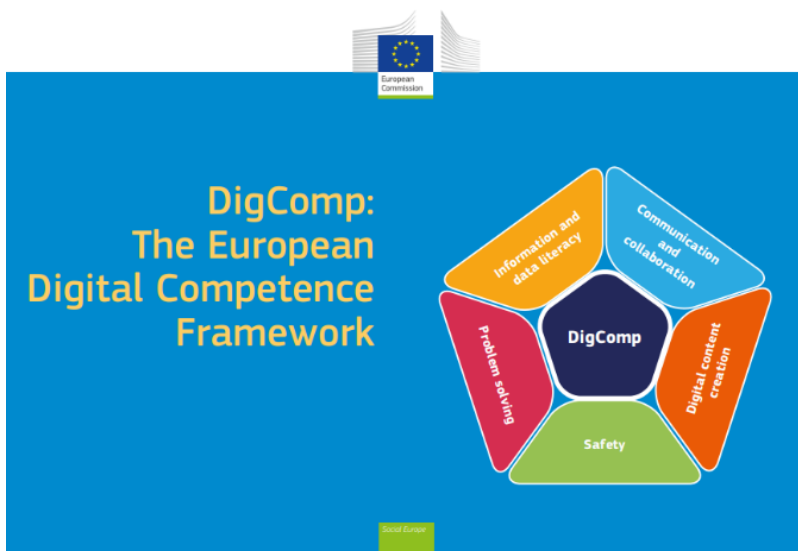 European
Commission
DigComp:
The European
Digital Competence
Framework
Information and
data literacy
Communication
and
collaboration
Problem solving
DigComp
Digital content
creation
Safety
Social Europe